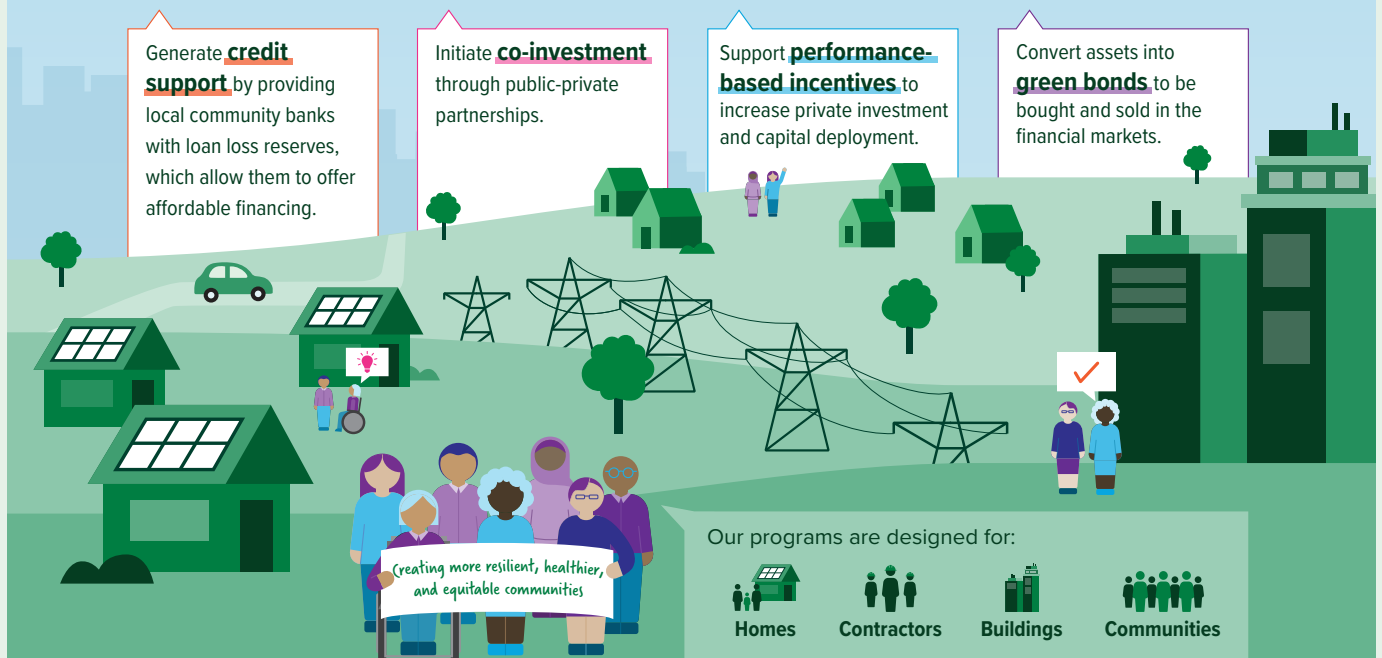 Generate credit
support by providing
local community banks
with loan loss reserves,
which allow them to offer
affordable financing.
Initiate co-investment
through public-private
partnerships.
Support performance-
based incentives to
increase private investment
and capital deployment.
Convert assets into
green bonds to be
bought and sold in the
financial markets.
Creating more resilient, healthier,
and equitable communities
Our programs are designed for:
Homes
Contractors
Buildings
Communities